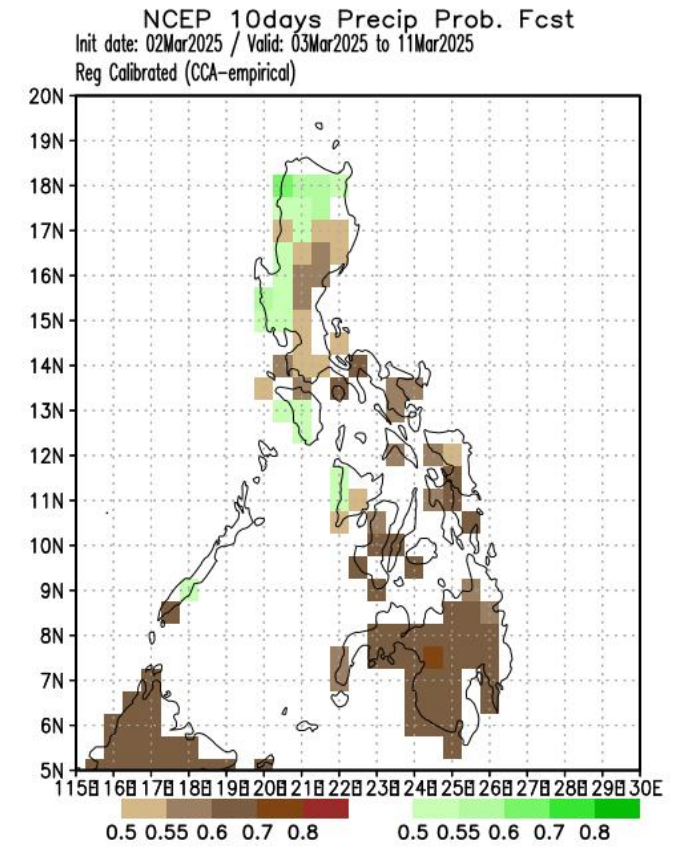 NCEP 10days Precip Prob. Fcst
Init date: 02Mar2025 / Valid: 03Mar2025 to 11Mar2025
Reg Calibrated (CCA-empirical)
20N
19N
18N
17N
16N
15N
14N
13N
12N
11N
10N
9N
8N
7N
6N
5N
115E 116E 117E 118E 119E 120E 121E 122E 123E 124E 125E 126E 127E 128E 129E 130E
0.5 0.55 0.6 0.7 0.8 0.5 0.55 0.6 0.7 0.8